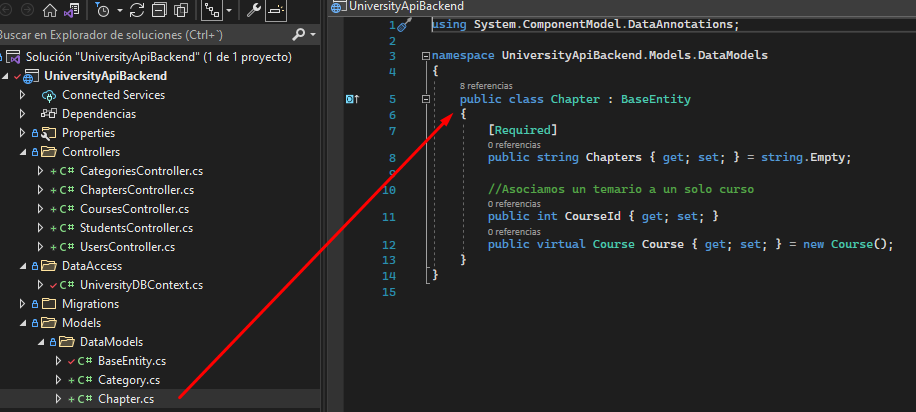 Buscar en Explorador de soluciones (Ctrl+`)
Solución "UniversityApiBackend" (1 de 1 proyecto)
UniversityApiBackend
Connected Services
Dependencias
Properties
Controllers
C# CategoriesController.cs
C# ChaptersController.cs
C# CoursesController.cs
C# StudentsController.cs
C# UsersController.cs
DataAccess
C# UniversityDBContext.cs
Migrations
Models
DataModels
C# BaseEntity.cs
C# Category.cs
C# Chapter.cs
UniversityApiBackend
1 using System.ComponentModel.DataAnnotations;
2
3 namespace UniversityApiBackend.Models.DataModels
4 {
8 referencias
5 public class Chapter : BaseEntity
6 {
7 [Required]
0 referencias
8 public string Chapters { get; set; } = string.Empty;
9
10 //Asociamos un temario a un solo curso
0 referencias
11 public int CourseId { get; set; }
0 referencias
12 public virtual Course Course { get; set; } = new Course();
13 }
14 }
15